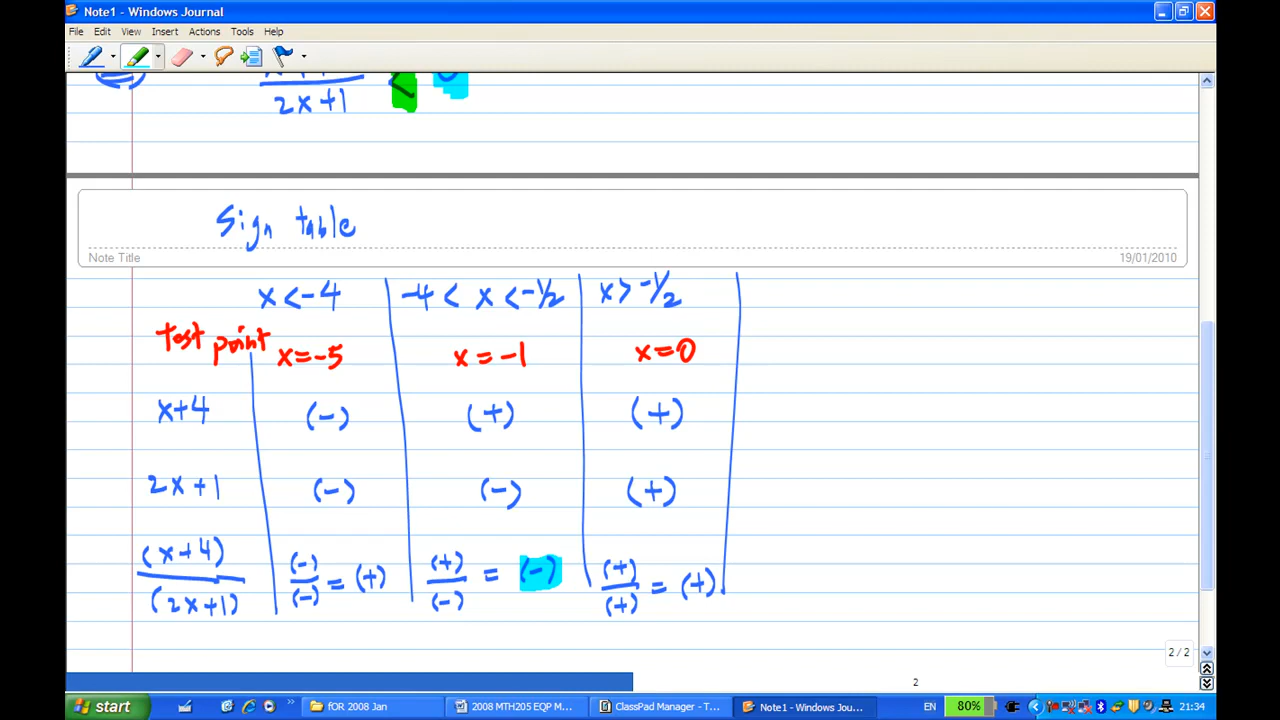 Note1 - Windows Journal
File Edit View Insert Actions Tools Help
2x+1 <
Sign table
Note Title 19/01/2010
x < -4 -4 < x < -1/2 x > -1/2
test point x = -5 x = -1 x = 0
x+4 (-) (+) (+)
2x+1 (-) (-) (+)
(x+4) / (2x+1) (-)/(-) = (+) (+)/(-) = (-) (+)/(+) = (+)
2/2
2
start fOR 2008 Jan 2008 MTH205 EQP M... ClassPad Manager - T... Note1 - Windows Jou... EN 80% 21:34